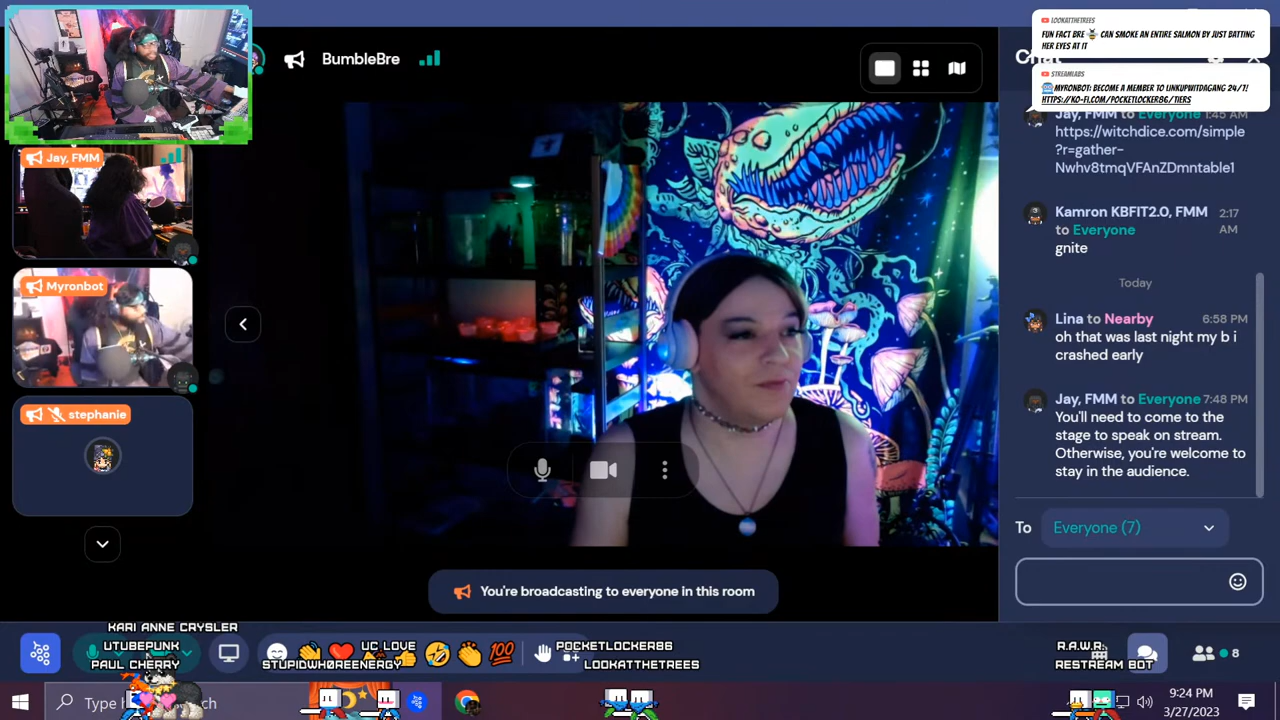 BumbleBre
LOOKATTHETREES
FUN FACT BRE 🐝 CAN SMOKE AN ENTIRE SALMON BY JUST BATTING
HER EYES AT IT
Chat
STREAMLABS
MYRONBOT: BECOME A MEMBER TO LINKUPWITDAGANG 24/7!
HTTPS://KO-FI.COM/POCKETLOCKER86/TIERS
Jay, FMM to Everyone 1:45 AM
https://witchdice.com/simple
?r=gather-
Nwhv8tmqVFAnZDmntable1
Kamron KBFIT2.0, FMM 2:17
to Everyone AM
gnite
Today
Lina to Nearby 6:58 PM
oh that was last night my b i
crashed early
Jay, FMM to Everyone 7:48 PM
You'll need to come to the
stage to speak on stream.
Otherwise, you're welcome to
stay in the audience.
To Everyone (7)
Jay, FMM
Myronbot
stephanie
You're broadcasting to everyone in this room
KARI ANNE CRYSLER
UTUBEPUNK
PAUL CHERRY
UC LOVE
STUPIDWH0REENERGY
POCKETLOCKER86
LOOKATTHETREES
R.A.W.R.
RESTREAM BOT
8
Type here to search
9:24 PM
3/27/2023